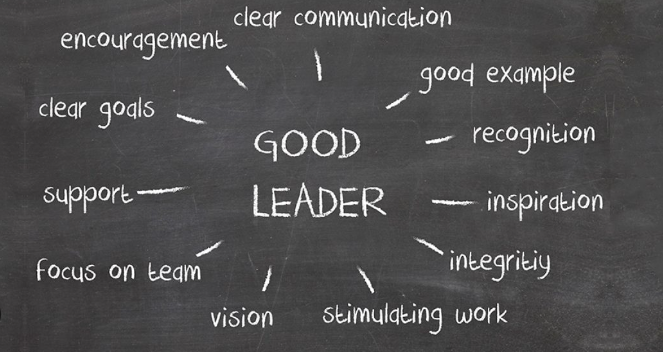 clear communication
encouragement
good example
clear goals
recognition
GOOD
LEADER
support
inspiration
focus on team
integritiy
vision
stimulating work